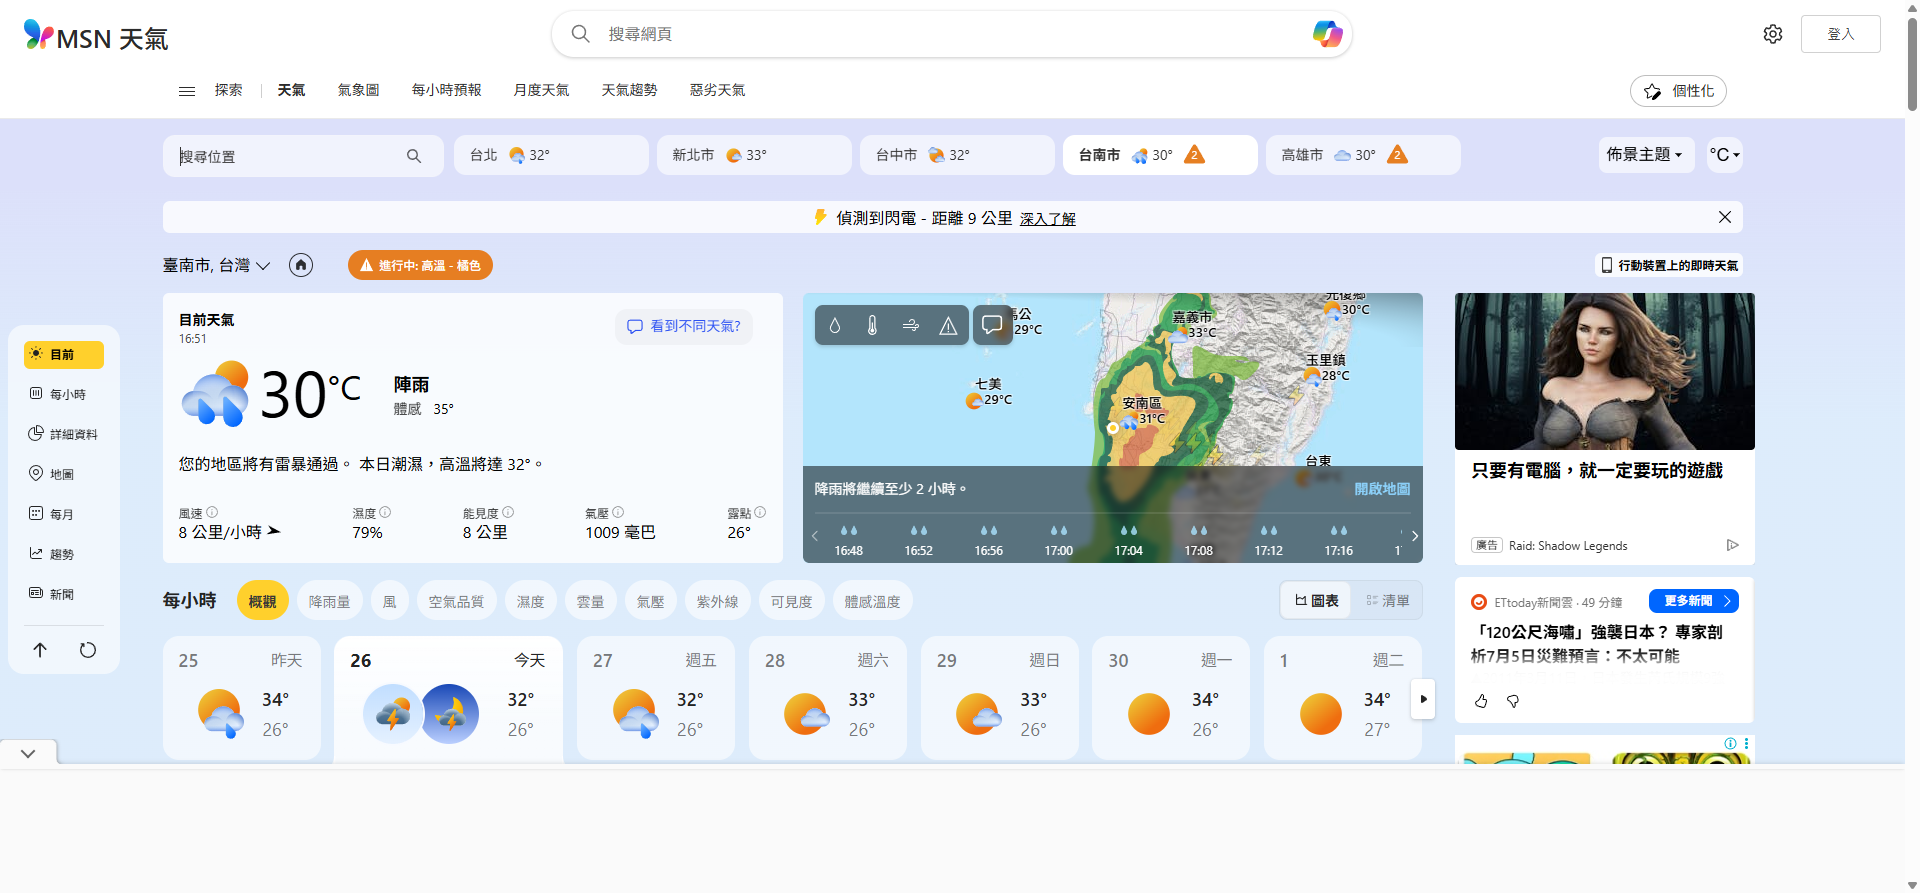 MSN 天氣
搜尋網頁
登入
探索
天氣
氣象圖
每小時預報
月度天氣
天氣趨勢
惡劣天氣
個性化
搜尋位置
台北 32°
新北市 33°
台中市 32°
台南市 30° 2
高雄市 30° 2
佈景主題
°C
偵測到閃電 - 距離 9 公里 深入了解
臺南市, 台灣
進行中: 高溫 - 橘色
行動裝置上的即時天氣
目前
每小時
詳細資料
地圖
每月
趨勢
新聞
目前天氣
16:51
看到不同天氣?
30°C
陣雨
體感 35°
您的地區將有雷暴通過。 本日潮濕，高溫將達 32°。
風速
8 公里/小時
濕度
79%
能見度
8 公里
氣壓
1009 毫巴
露點
26°
29°C
嘉義市
33°C
30°C
玉里鎮
28°C
七美
29°C
安南區
31°C
台東
降雨將繼續至少 2 小時。
開啟地圖
16:48
16:52
16:56
17:00
17:04
17:08
17:12
17:16
只要有電腦，就一定要玩的遊戲
廣告 Raid: Shadow Legends
ETtoday新聞雲 · 49 分鐘
更多新聞
「120公尺海嘯」強襲日本？ 專家剖
析7月5日災難預言：不太可能
每小時
概觀
降雨量
風
空氣品質
濕度
雲量
氣壓
紫外線
可見度
體感溫度
圖表
清單
25 昨天
34°
26°
26 今天
32°
26°
27 週五
32°
26°
28 週六
33°
26°
29 週日
33°
26°
30 週一
34°
26°
1 週二
34°
27°